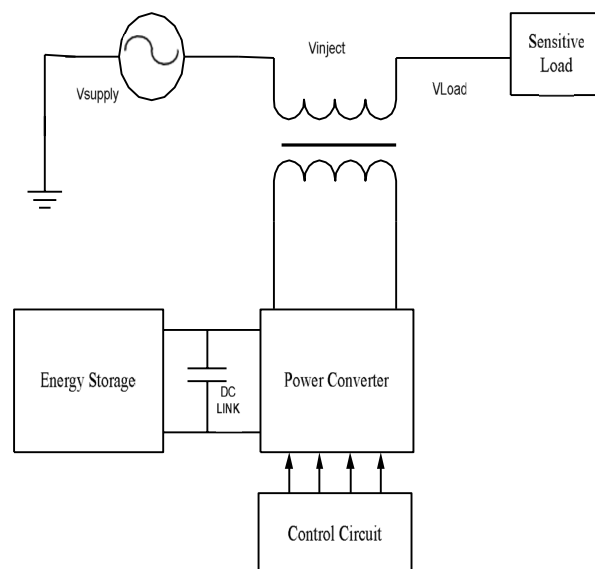 Vinject
Sensitive
Load
Vsupply
VLoad
Energy Storage
DC
LINK
Power Converter
Control Circuit